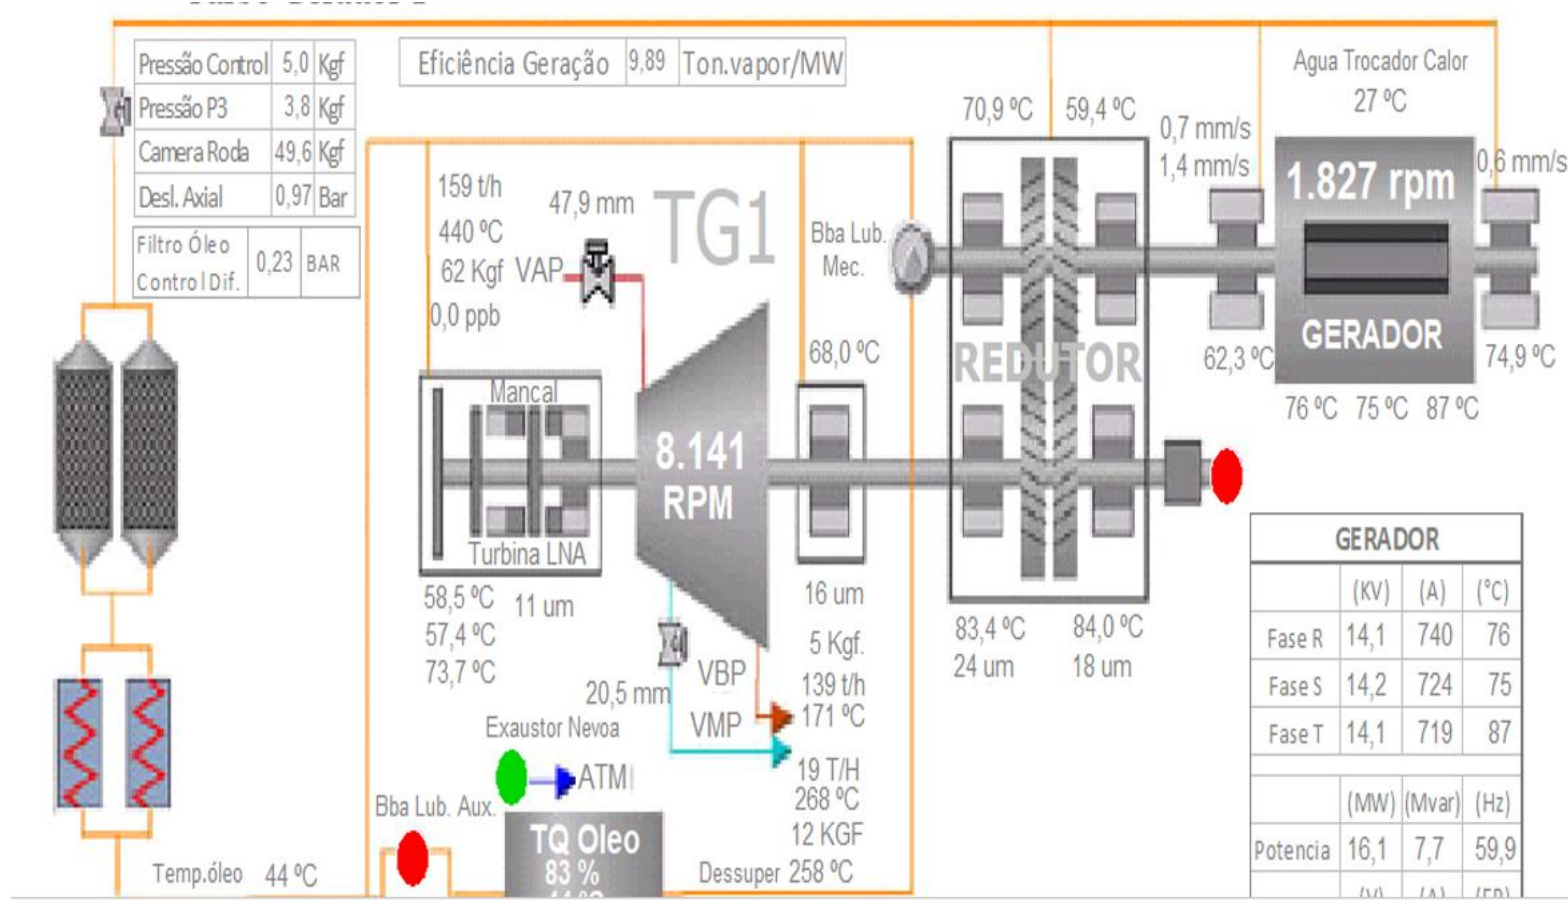 Pressão Control 5,0 Kgf
Pressão P3 3,8 Kgf
Camera Roda 49,6 Kgf
Desl. Axial 0,97 Bar
Filtro Óleo
Control Dif. 0,23 BAR
Eficiência Geração 9,89 Ton.vapor/MW
159 t/h
440 ºC
62 Kgf
0,0 ppb
47,9 mm
VAP
TG1
Bba Lub.
Mec.
70,9 ºC 59,4 ºC
0,7 mm/s
1,4 mm/s
Agua Trocador Calor
27 ºC
1.827 rpm
GERADOR
0,6 mm/s
62,3 ºC
74,9 ºC
76 ºC 75 ºC 87 ºC
REDUTOR
68,0 ºC
Mancal
Turbina LNA
8.141
RPM
58,5 ºC 11 um
57,4 ºC
73,7 ºC
16 um
83,4 ºC 84,0 ºC
24 um 18 um
5 Kgf.
139 t/h
171 ºC
VBP
20,5 mm
VMP
19 T/H
268 ºC
12 KGF
Dessuper 258 ºC
Exaustor Nevoa
ATM
Bba Lub. Aux.
TQ Oleo
83 %
Temp.óleo 44 ºC
GERADOR
(KV) (A) (°C)
Fase R 14,1 740 76
Fase S 14,2 724 75
Fase T 14,1 719 87
(MW) (Mvar) (Hz)
Potencia 16,1 7,7 59,9